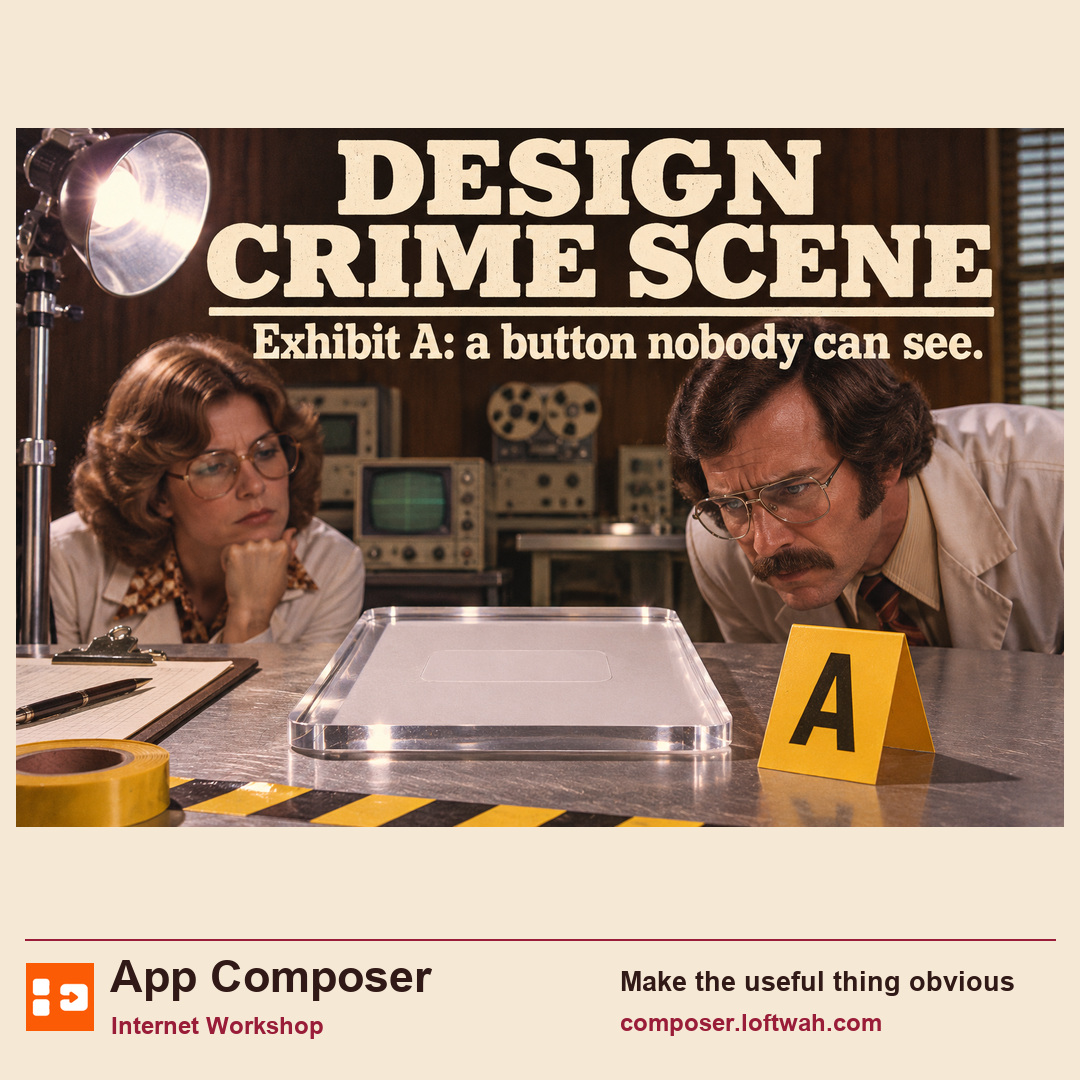 DESIGN
CRIME SCENE
Exhibit A: a button nobody can see.
A
App Composer
Internet Workshop
Make the useful thing obvious
composer.loftwah.com